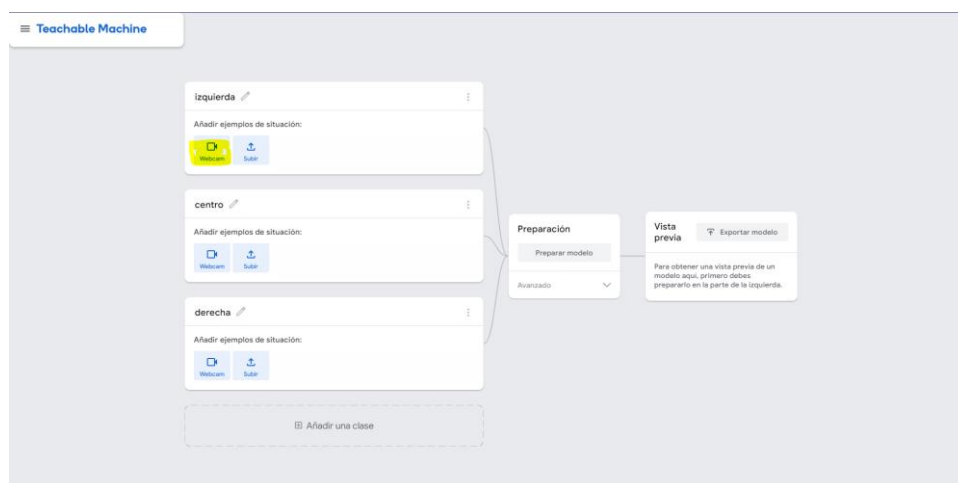 Teachable Machine
izquierda
Añadir ejemplos de situación:
Webcam Subir
centro
Añadir ejemplos de situación:
Webcam Subir
derecha
Añadir ejemplos de situación:
Webcam Subir
Añadir una clase
Preparación
Preparar modelo
Avanzado
Vista
previa
Exportar modelo
Para obtener una vista previa de un
modelo aquí, primero debes
prepararlo en la parte de la izquierda.